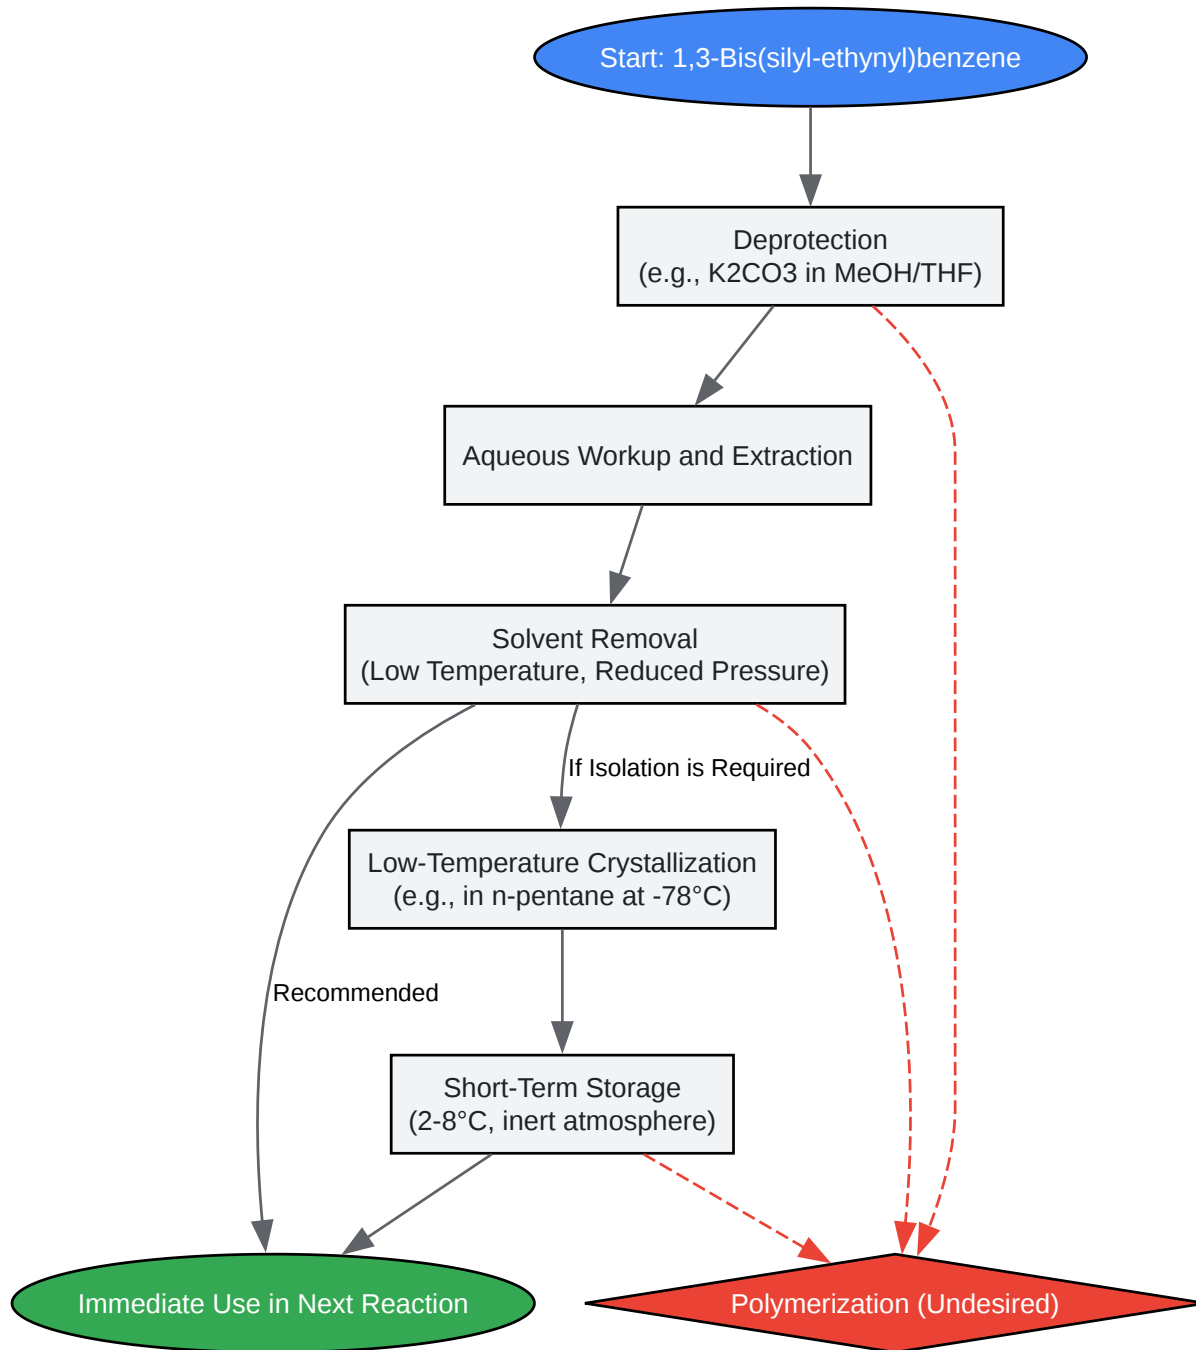 Start: 1,3-Bis(silyl-ethynyl)benzene
Deprotection
(e.g., K2CO3 in MeOH/THF)
Aqueous Workup and Extraction
Solvent Removal
(Low Temperature, Reduced Pressure)
If Isolation is Required
Low-Temperature Crystallization
(e.g., in n-pentane at -78°C)
Recommended
Short-Term Storage
(2-8°C, inert atmosphere)
Immediate Use in Next Reaction
Polymerization (Undesired)